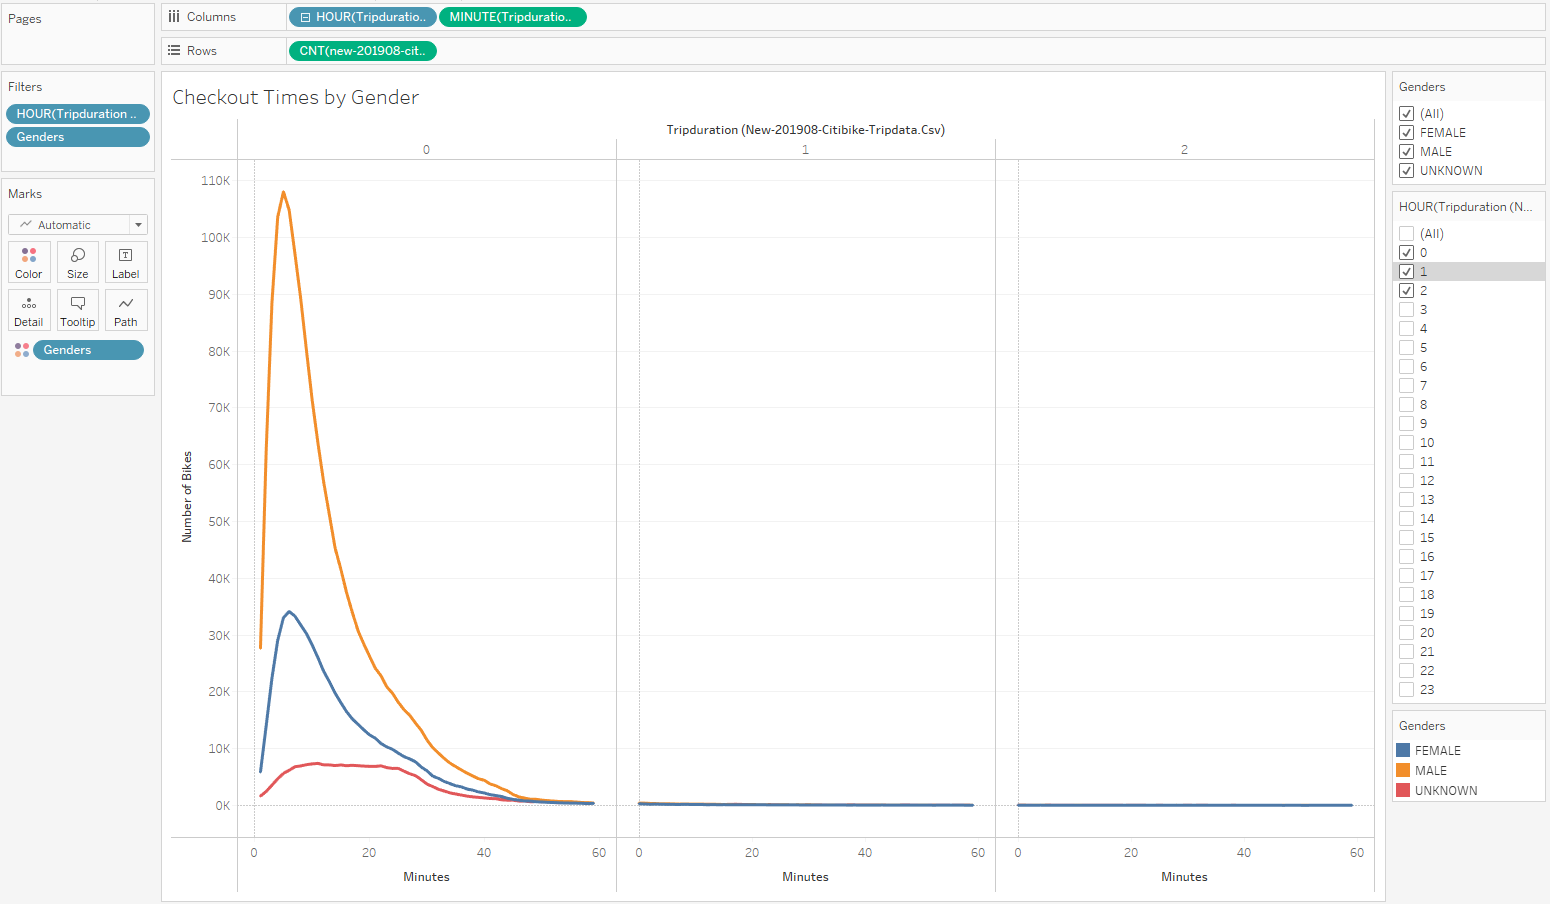 Pages
Columns
HOUR(Tripduratio..
MINUTE(Tripduratio..
Rows
CNT(new-201908-cit..
Filters
HOUR(Tripduration ..
Genders
Marks
Automatic
Color
Size
Label
Detail
Tooltip
Path
Genders
Checkout Times by Gender
Tripduration (New-201908-Citibike-Tripdata.Csv)
0 1 2
110K
100K
90K
80K
70K
60K
50K
40K
30K
20K
10K
0K
Number of Bikes
0 20 40 60 0 20 40 60 0 20 40 60
Minutes Minutes Minutes
Genders
(All)
FEMALE
MALE
UNKNOWN
HOUR(Tripduration (N...
(All)
0
1
2
3
4
5
6
7
8
9
10
11
12
13
14
15
16
17
18
19
20
21
22
23
Genders
FEMALE
MALE
UNKNOWN